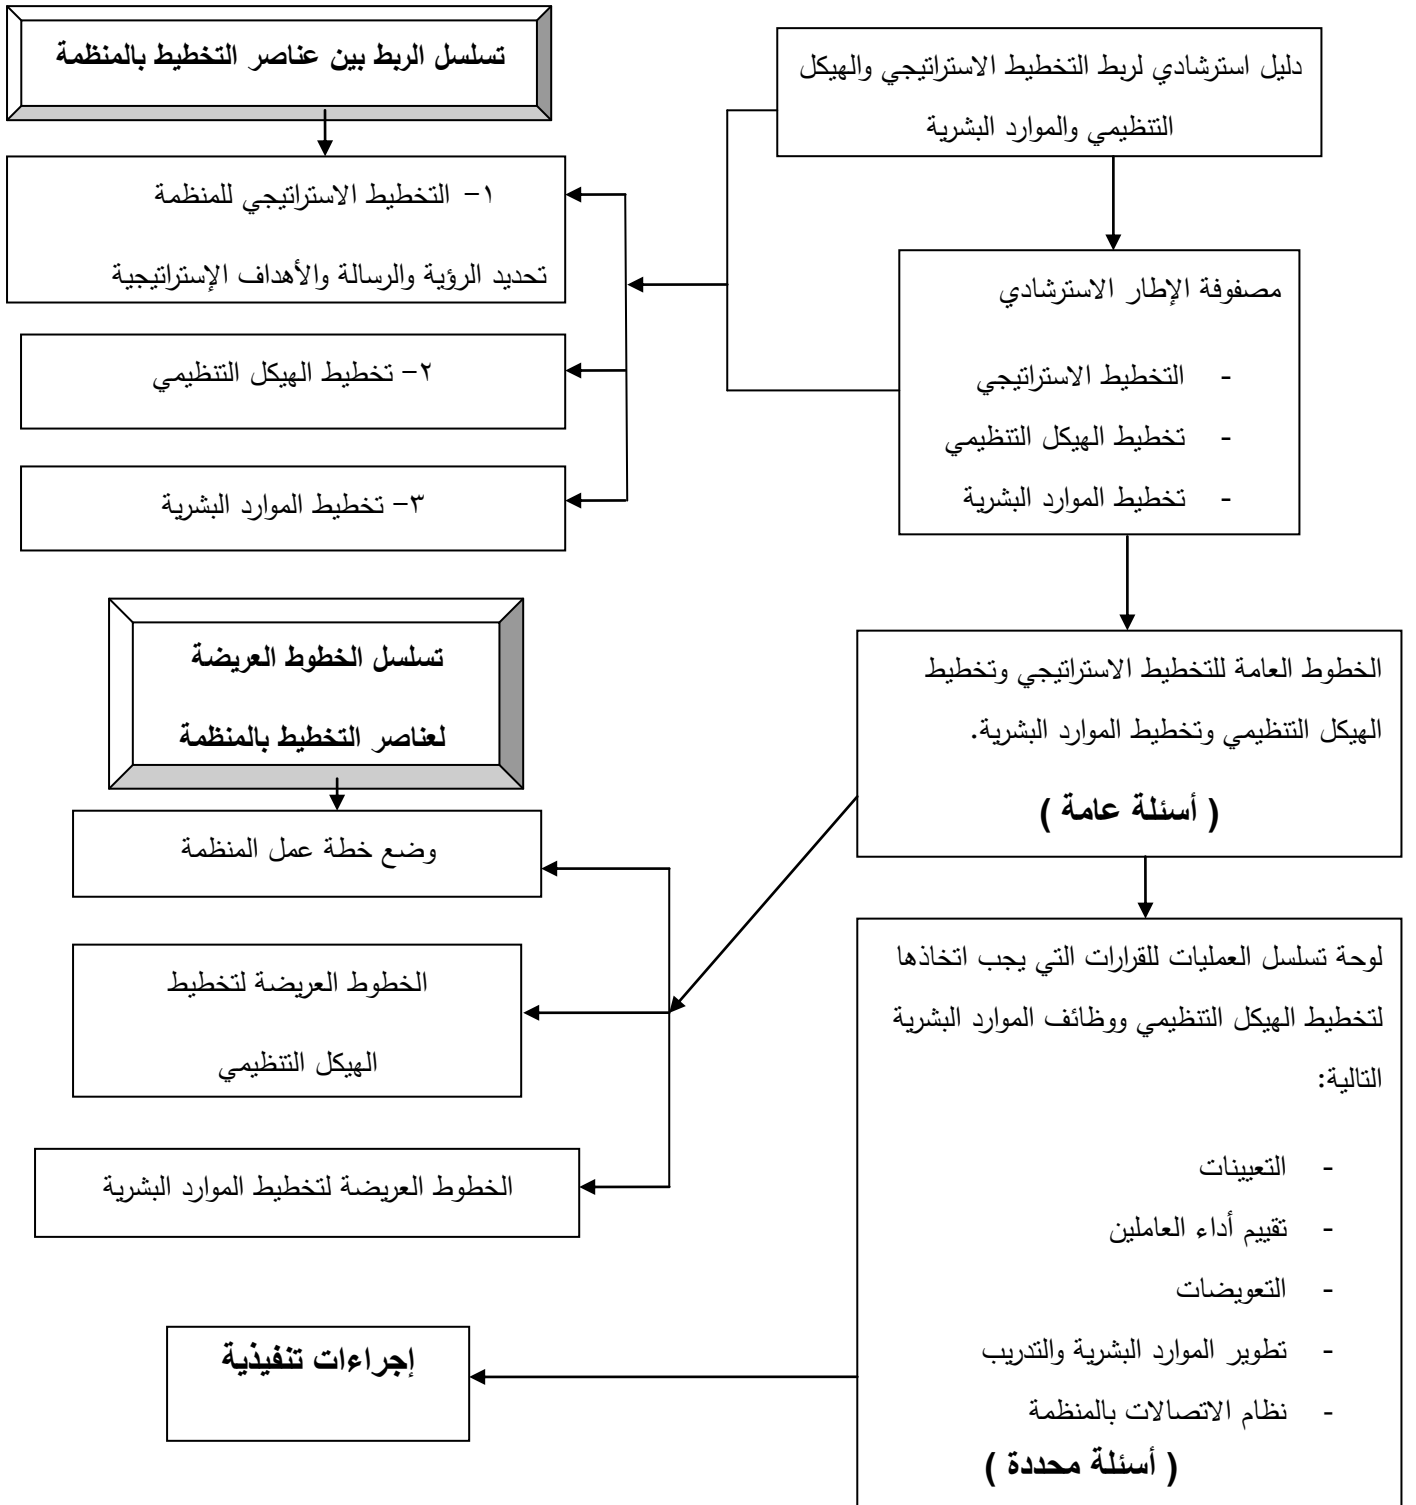 دليل استرشادي لربط التخطيط الاستراتيجي والهيكل
التنظيمي والموارد البشرية
مصفوفة الإطار الاسترشادي
- التخطيط الاستراتيجي
- تخطيط الهيكل التنظيمي
- تخطيط الموارد البشرية
الخطوط العامة للتخطيط الاستراتيجي وتخطيط
الهيكل التنظيمي وتخطيط الموارد البشرية.
( أسئلة عامة )
لوحة تسلسل العمليات للقرارات التي يجب اتخاذها
لتخطيط الهيكل التنظيمي ووظائف الموارد البشرية
التالية:
- التعيينات
- تقييم أداء العاملين
- التعويضات
- تطوير الموارد البشرية والتدريب
- نظام الاتصالات بالمنظمة
( أسئلة محددة )
تسلسل الربط بين عناصر التخطيط بالمنظمة
١- التخطيط الاستراتيجي للمنظمة
تحديد الرؤية والرسالة والأهداف الإستراتيجية
٢- تخطيط الهيكل التنظيمي
٣- تخطيط الموارد البشرية
تسلسل الخطوط العريضة
لعناصر التخطيط بالمنظمة
وضع خطة عمل المنظمة
الخطوط العريضة لتخطيط
الهيكل التنظيمي
الخطوط العريضة لتخطيط الموارد البشرية
إجراءات تنفيذية